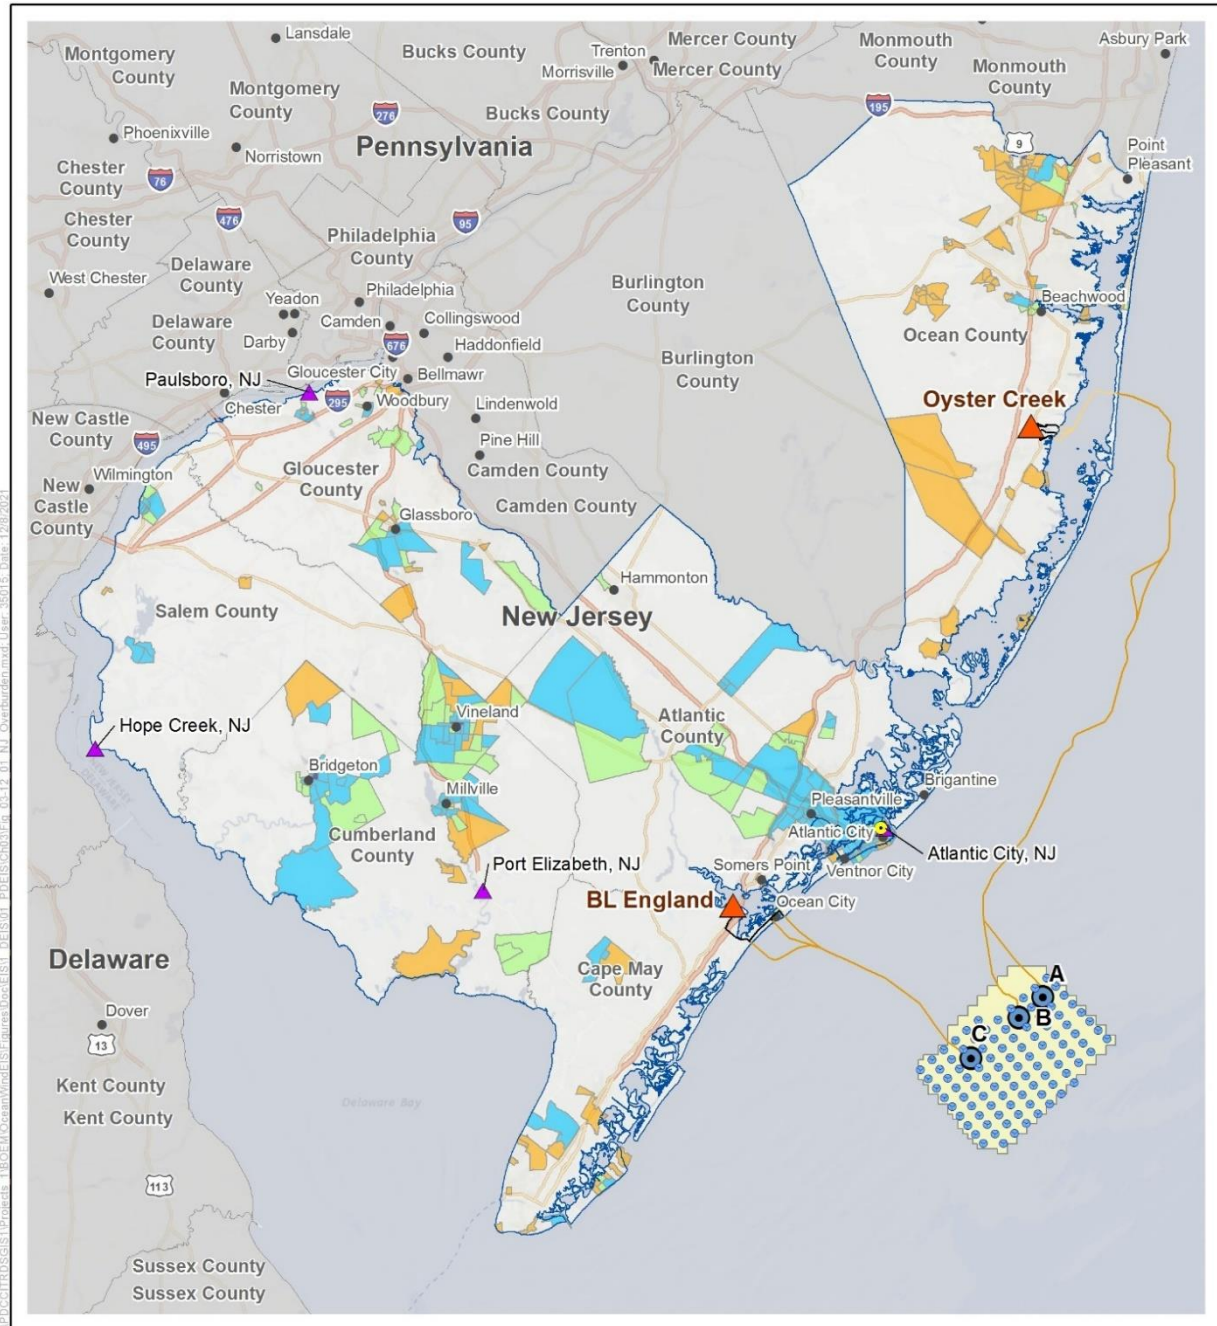 Lansdale
Montgomery
County
Bucks County
Trenton
Mercer County
Monmouth
County
Asbury Park
Morrisville
Mercer County
Monmouth
County
Montgomery
County
276
Bucks County
195
Phoenixville
Norristown
Pennsylvania
9
Point
Pleasant
Chester
County
76
Chester
County
476
95
Philadelphia
County
West Chester
Delaware
County
Burlington
County
Yeadon
Philadelphia
Beachwood
Delaware
County
Camden
Collingswood
Ocean County
Darby
676
Haddonfield
Burlington
County
Gloucester City
Paulsboro, NJ
Bellmawr
Oyster Creek
295
Woodbury
Chester
Lindenwold
New Castle
County
495
Pine Hill
Wilmington
Gloucester
County
Camden County
New
Castle
County
Camden County
Glassboro
Hammonton
Salem County
New Jersey
Hope Creek, NJ
Vineland
Atlantic
County
Bridgeton
Brigantine
Millville
Pleasantville
Cumberland
County
Atlantic City
Atlantic City, NJ
Port Elizabeth, NJ
Somers Point
Ventnor City
BL England
Ocean City
Delaware
Cape May
County
A
Dover
B
13
C
Kent County
Kent County
Delaware Bay
113
Sussex County
Sussex County